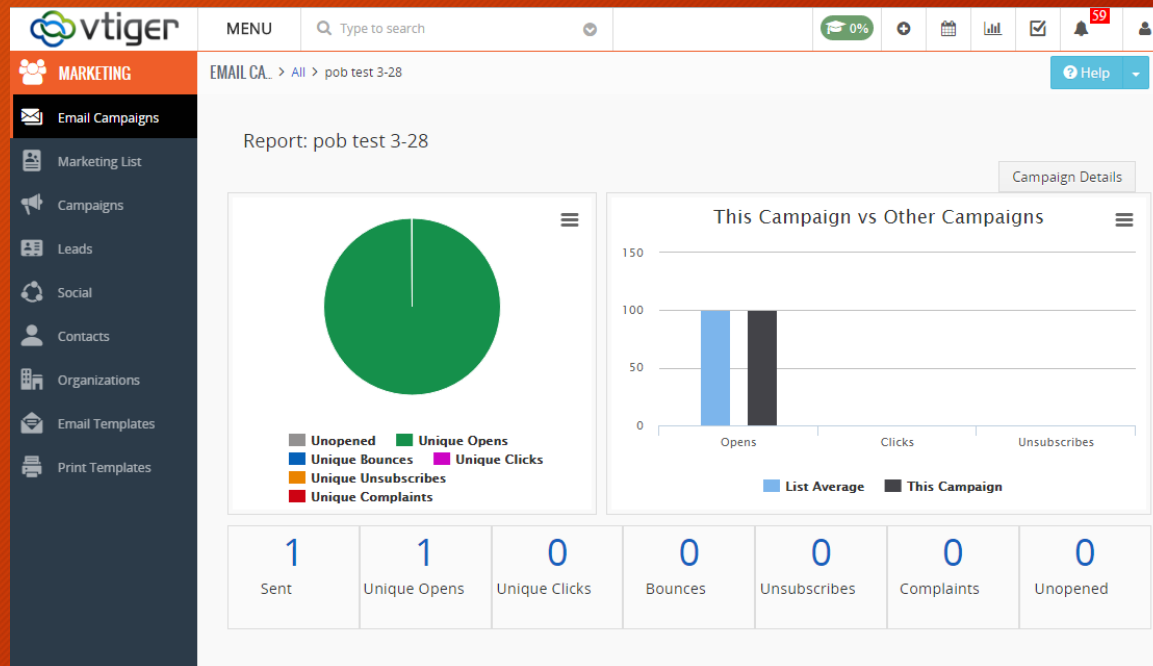 vtiger
MENU
Type to search
0%
59
MARKETING
EMAIL CA... > All > pob test 3-28
Help
Email Campaigns
Marketing List
Campaigns
Leads
Social
Contacts
Organizations
Email Templates
Print Templates
Report: pob test 3-28
Campaign Details
Unopened Unique Opens
Unique Bounces Unique Clicks
Unique Unsubscribes
Unique Complaints
This Campaign vs Other Campaigns
150
100
50
0
Opens Clicks Unsubscribes
List Average This Campaign
1 1 0 0 0 0 0
Sent Unique Opens Unique Clicks Bounces Unsubscribes Complaints Unopened